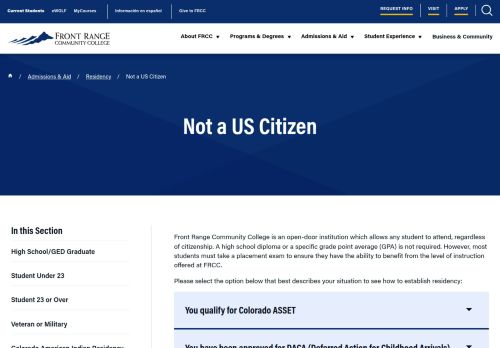 Current Students eWOLF MyCourses Información en español Give to FRCC REQUEST INFO VISIT APPLY
FRONT RANGE
COMMUNITY COLLEGE
About FRCC Programs & Degrees Admissions & Aid Student Experience Business & Community
/ Admissions & Aid / Residency / Not a US Citizen
Not a US Citizen
In this Section
High School/GED Graduate
Student Under 23
Student 23 or Over
Veteran or Military
Colorado American Indian Residency
Front Range Community College is an open-door institution which allows any student to attend, regardless
of citizenship. A high school diploma or a specific grade point average (GPA) is not required. However, most
students must take a placement exam to ensure they have the ability to benefit from the level of instruction
offered at FRCC.
Please select the option below that best describes your situation to see how to establish residency:
You qualify for Colorado ASSET
You have been approved for DACA (Deferred Action for Childhood Arrivals)